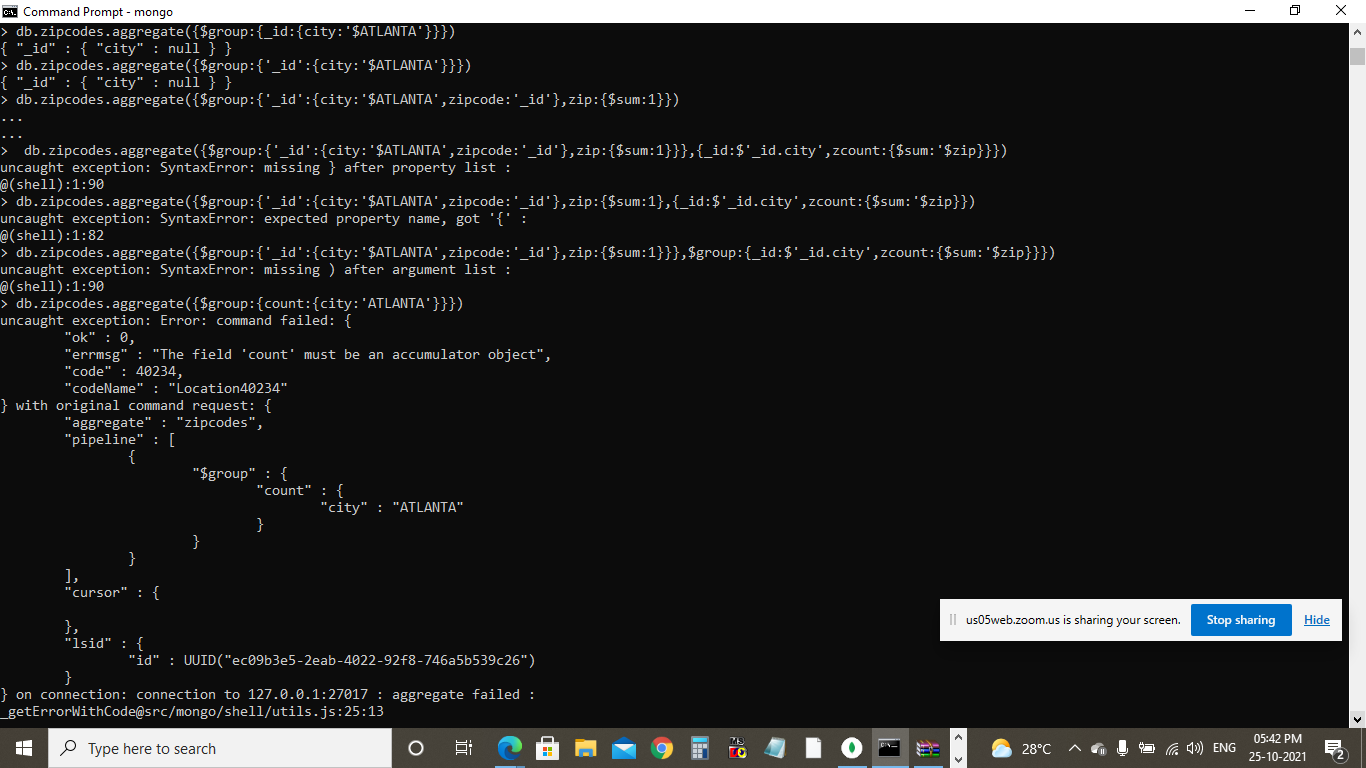 Command Prompt - mongo
> db.zipcodes.aggregate({$group:{_id:{city:'$ATLANTA'}}})
{ "_id" : { "city" : null } }
> db.zipcodes.aggregate({$group:{'_id':{city:'$ATLANTA'}}})
{ "_id" : { "city" : null } }
> db.zipcodes.aggregate({$group:{'_id':{city:'$ATLANTA',zipcode:'_id'},zip:{$sum:1}})
...
...
>  db.zipcodes.aggregate({$group:{'_id':{city:'$ATLANTA',zipcode:'_id'},zip:{$sum:1}}},{_id:$'_id.city',zcount:{$sum:'$zip}}})
uncaught exception: SyntaxError: missing } after property list :
@(shell):1:90
> db.zipcodes.aggregate({$group:{'_id':{city:'$ATLANTA',zipcode:'_id'},zip:{$sum:1},{_id:$'_id.city',zcount:{$sum:'$zip}})
uncaught exception: SyntaxError: expected property name, got '{' :
@(shell):1:82
> db.zipcodes.aggregate({$group:{'_id':{city:'$ATLANTA',zipcode:'_id'},zip:{$sum:1}}},$group:{_id:$'_id.city',zcount:{$sum:'$zip}}})
uncaught exception: SyntaxError: missing ) after argument list :
@(shell):1:90
> db.zipcodes.aggregate({$group:{count:{city:'ATLANTA'}}})
uncaught exception: Error: command failed: {
"ok" : 0,
"errmsg" : "The field 'count' must be an accumulator object",
"code" : 40234,
"codeName" : "Location40234"
} with original command request: {
"aggregate" : "zipcodes",
"pipeline" : [
{
"$group" : {
"count" : {
"city" : "ATLANTA"
}
}
}
],
"cursor" : {
},
"lsid" : {
"id" : UUID("ec09b3e5-2eab-4022-92f8-746a5b539c26")
}
} on connection: connection to 127.0.0.1:27017 : aggregate failed :
_getErrorWithCode@src/mongo/shell/utils.js:25:13
us05web.zoom.us is sharing your screen. Stop sharing Hide
Type here to search 28°C ENG 05:42 PM
25-10-2021 2